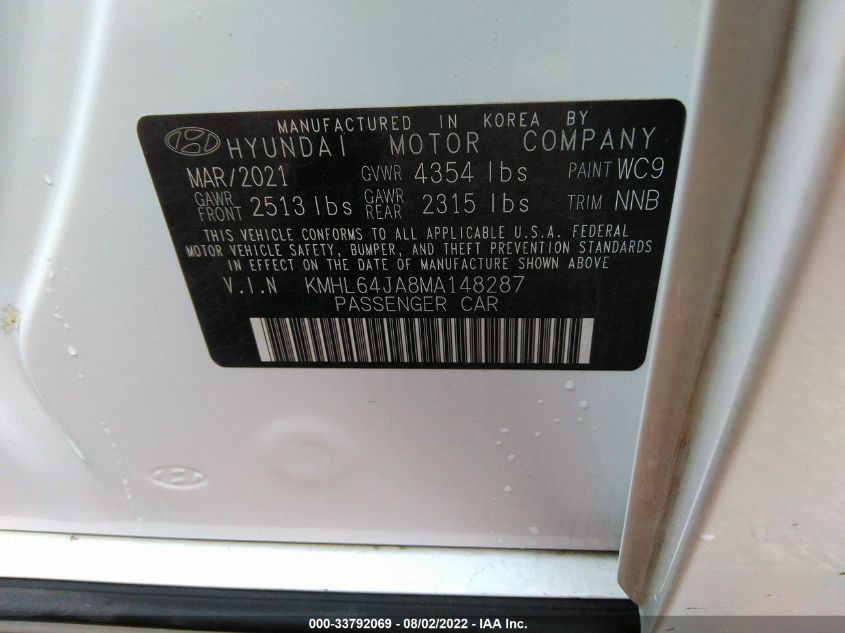 MANUFACTURED IN KOREA BY
HYUNDAI MOTOR COMPANY
MAR/2021 GVWR 4354 lbs PAINT WC9
GAWR FRONT 2513 lbs GAWR REAR 2315 lbs TRIM NNB
THIS VEHICLE CONFORMS TO ALL APPLICABLE U.S.A. FEDERAL
MOTOR VEHICLE SAFETY, BUMPER, AND THEFT PREVENTION STANDARDS
IN EFFECT ON THE DATE OF MANUFACTURE SHOWN ABOVE
V.I.N KMHL64JA8MA148287
PASSENGER CAR
000-33792069 - 08/02/2022 - IAA Inc.